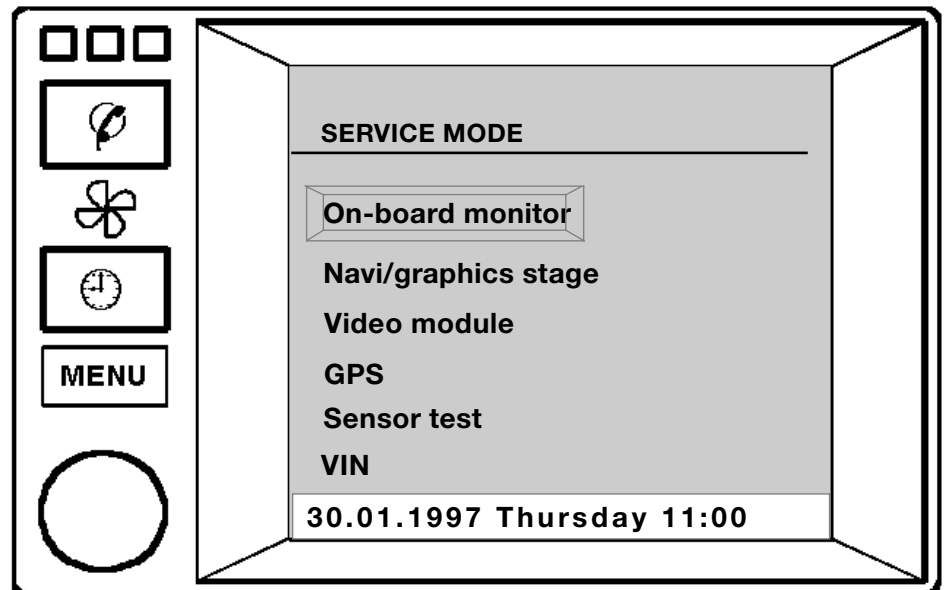 SERVICE MODE
On-board monitor
Navi/graphics stage
Video module
MENU
GPS
Sensor test
VIN
30.01.1997 Thursday 11:00